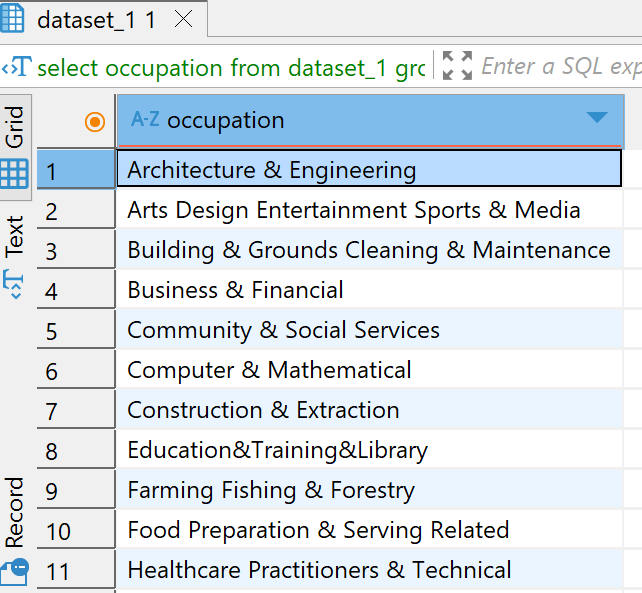 dataset_1 1
select occupation from dataset_1 gro
Enter a SQL exp
Grid
Text
Record
A-Z occupation
1 Architecture & Engineering
2 Arts Design Entertainment Sports & Media
3 Building & Grounds Cleaning & Maintenance
4 Business & Financial
5 Community & Social Services
6 Computer & Mathematical
7 Construction & Extraction
8 Education&Training&Library
9 Farming Fishing & Forestry
10 Food Preparation & Serving Related
11 Healthcare Practitioners & Technical